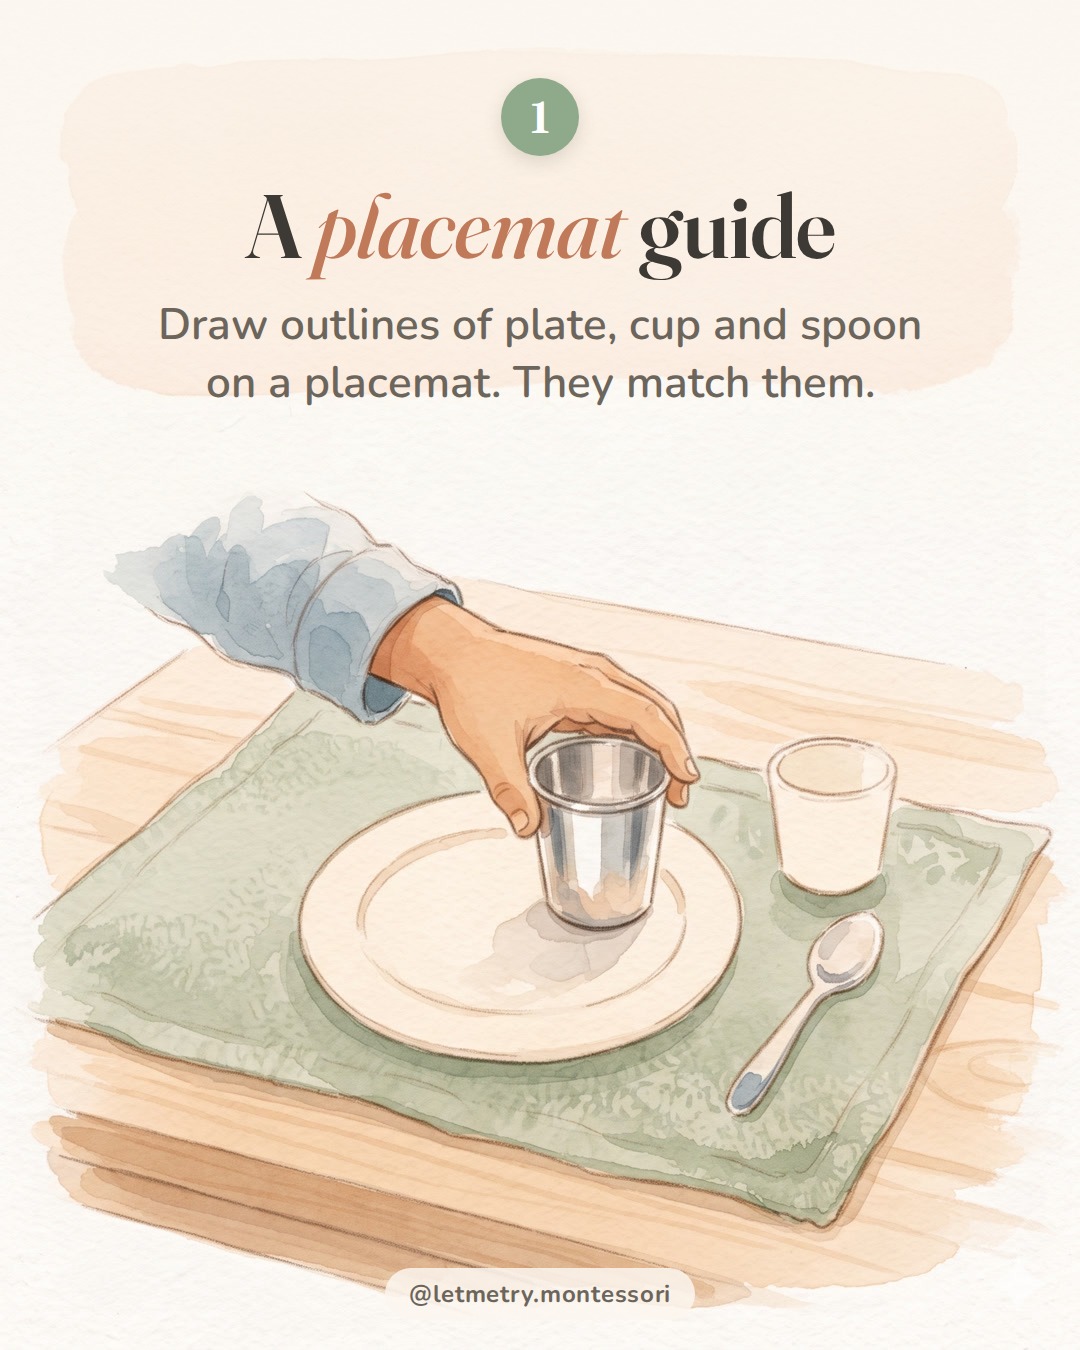 1
A placemat guide
Draw outlines of plate, cup and spoon
on a placemat. They match them.
@letmetry.montessori